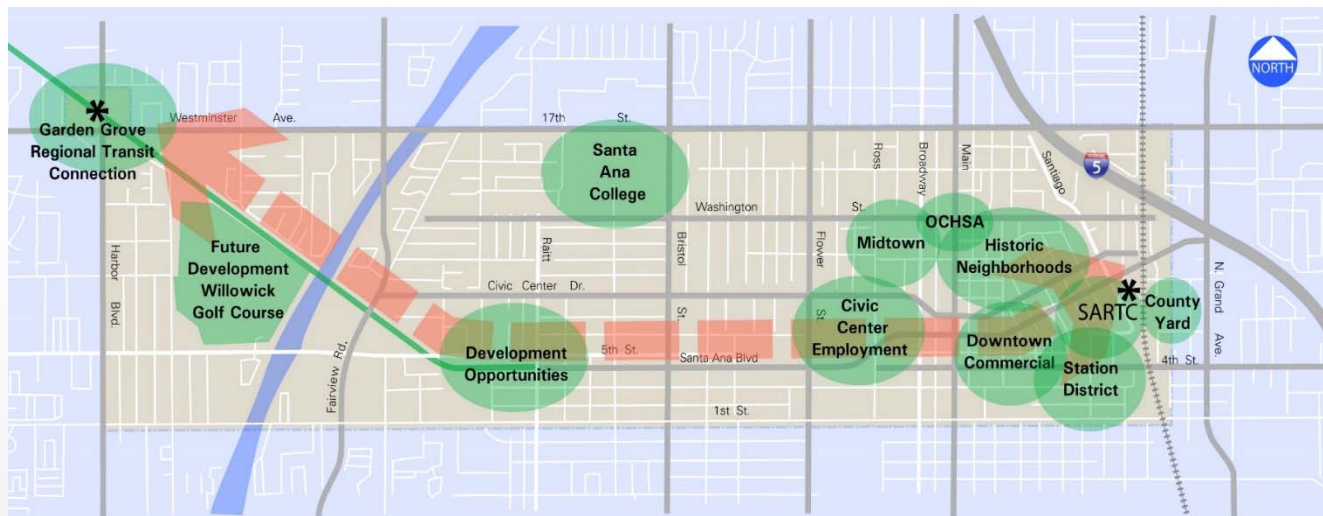 NORTH
Westminster Ave.
17th St.
Garden Grove
Regional Transit
Connection
Santa
Ana
College
Ross
Broadway
Main
Santiago
INTERSTATE
5
Washington St.
OCHSA
Midtown
Historic
Neighborhoods
Harbor Blvd.
Future
Development
Willowick
Golf Course
Raitt
Bristol St.
Flower St.
Civic Center Dr.
Civic
Center
Employment
SARTC
County
Yard
N. Grand Ave.
Fairview Rd.
Development
Opportunities
5th St.
Santa Ana Blvd
Downtown
Commercial
Station
District
4th St.
1st St.